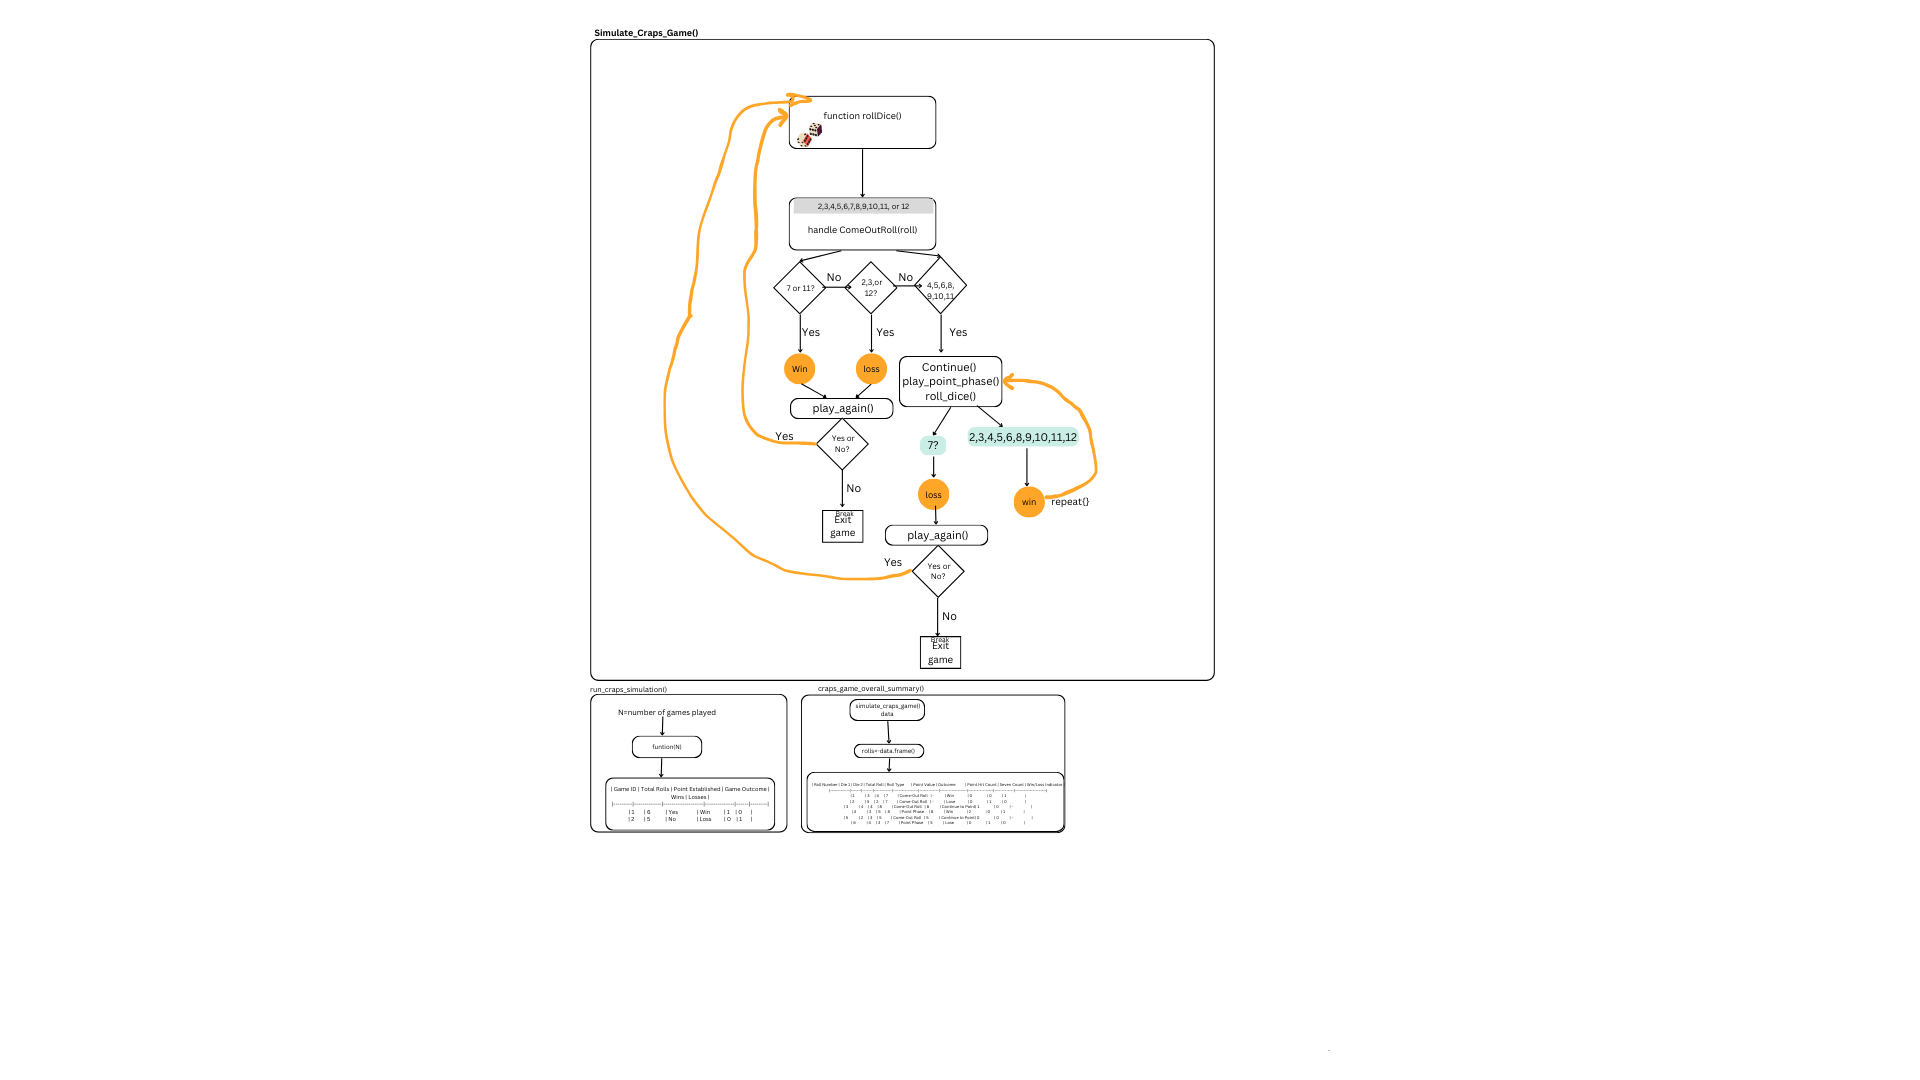 Simulate_Craps_Game()
function rollDice()
2,3,4,5,6,7,8,9,10,11, or 12
handle ComeOutRoll(roll)
7 or 11?
No
2,3,or
12?
No
4,5,6,8,
9,10,11
Yes
Yes
Yes
Win
loss
Continue()
play_point_phase()
roll_dice()
play_again()
Yes
Yes or
No?
7?
2,3,4,5,6,8,9,10,11,12
No
loss
win
repeat{}
Break
Exit
game
play_again()
Yes
Yes or
No?
No
Break
Exit
game
run_craps_simulation()
N=number of games played
funtion(N)
| Game ID | Total Rolls | Point Established | Game Outcome |
Wins | Losses |
| 1 | 6 | Yes | Win | 1 | 0 |
| 2 | 5 | No | Loss | 0 | 1 |
craps_game_overall_summary()
simulate_craps_game()
data
rolls<-data.frame()
| Roll Number | Die 1 | Die 2 | Total Roll | Roll Type | Point Value | Outcome | Point Hit Count | Seven Count | Win/Loss Indicator